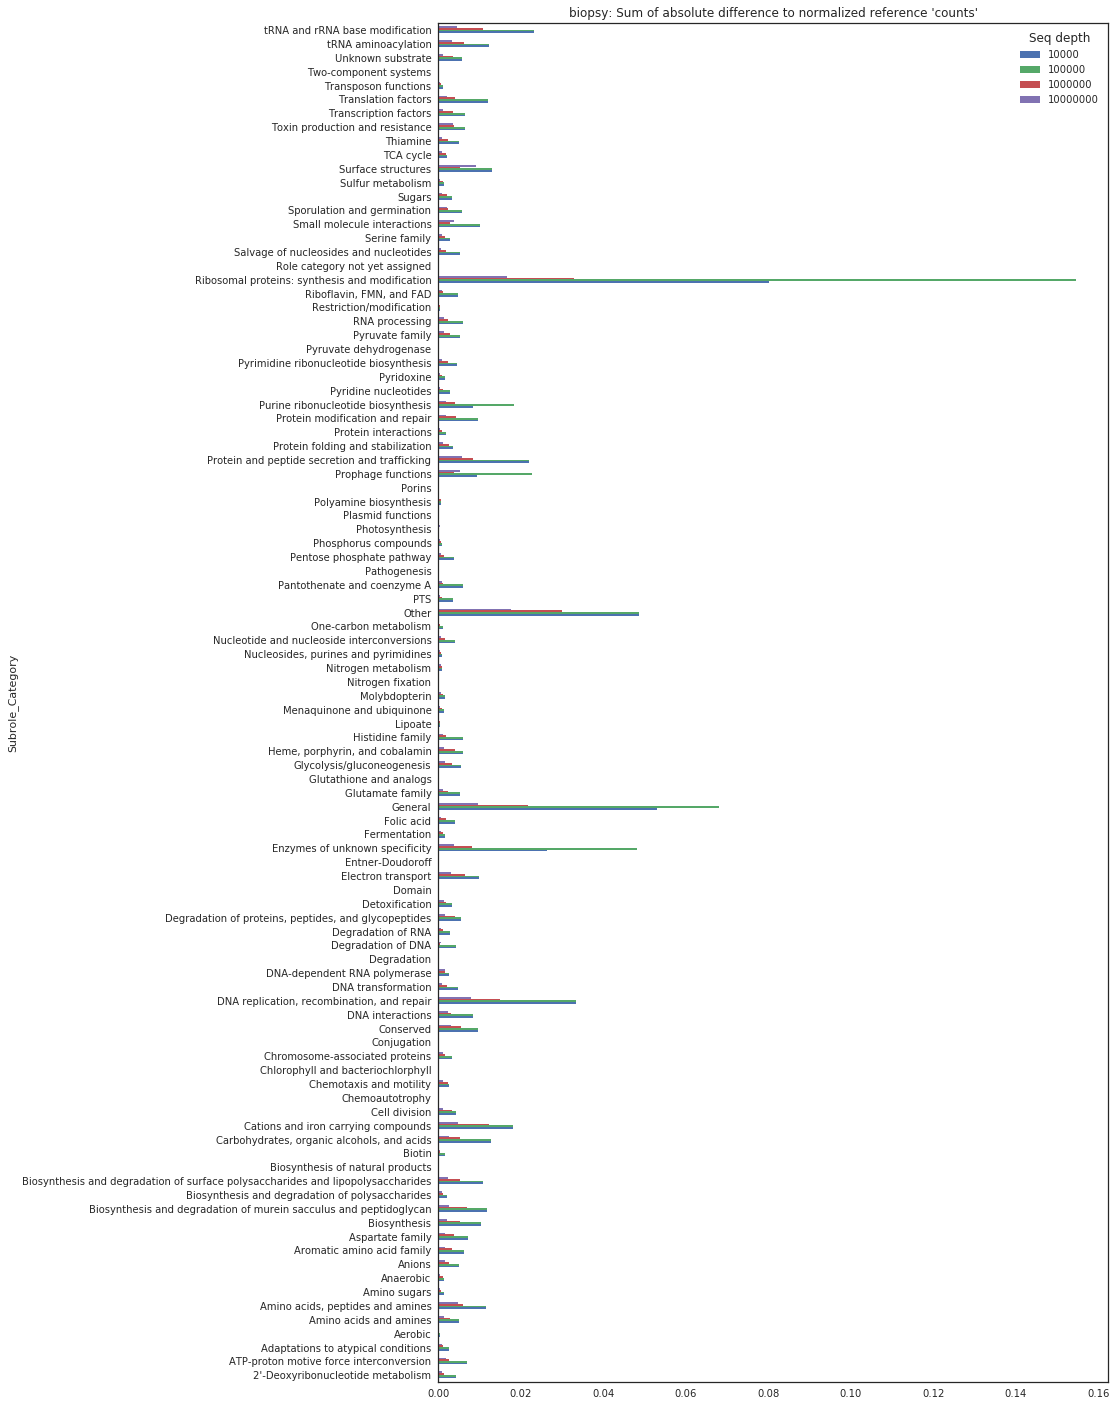 biopsy: Sum of absolute difference to normalized reference 'counts'
Seq depth
10000
100000
1000000
10000000
Subrole_Category
tRNA and rRNA base modification
tRNA aminoacylation
Unknown substrate
Two-component systems
Transposon functions
Translation factors
Transcription factors
Toxin production and resistance
Thiamine
TCA cycle
Surface structures
Sulfur metabolism
Sugars
Sporulation and germination
Small molecule interactions
Serine family
Salvage of nucleosides and nucleotides
Role category not yet assigned
Ribosomal proteins: synthesis and modification
Riboflavin, FMN, and FAD
Restriction/modification
RNA processing
Pyruvate family
Pyruvate dehydrogenase
Pyrimidine ribonucleotide biosynthesis
Pyridoxine
Pyridine nucleotides
Purine ribonucleotide biosynthesis
Protein modification and repair
Protein interactions
Protein folding and stabilization
Protein and peptide secretion and trafficking
Prophage functions
Porins
Polyamine biosynthesis
Plasmid functions
Photosynthesis
Phosphorus compounds
Pentose phosphate pathway
Pathogenesis
Pantothenate and coenzyme A
PTS
Other
One-carbon metabolism
Nucleotide and nucleoside interconversions
Nucleosides, purines and pyrimidines
Nitrogen metabolism
Nitrogen fixation
Molybdopterin
Menaquinone and ubiquinone
Lipoate
Histidine family
Heme, porphyrin, and cobalamin
Glycolysis/gluconeogenesis
Glutathione and analogs
Glutamate family
General
Folic acid
Fermentation
Enzymes of unknown specificity
Entner-Doudoroff
Electron transport
Domain
Detoxification
Degradation of proteins, peptides, and glycopeptides
Degradation of RNA
Degradation of DNA
Degradation
DNA-dependent RNA polymerase
DNA transformation
DNA replication, recombination, and repair
DNA interactions
Conserved
Conjugation
Chromosome-associated proteins
Chlorophyll and bacteriochlorphyll
Chemotaxis and motility
Chemoautotrophy
Cell division
Cations and iron carrying compounds
Carbohydrates, organic alcohols, and acids
Biotin
Biosynthesis of natural products
Biosynthesis and degradation of surface polysaccharides and lipopolysaccharides
Biosynthesis and degradation of polysaccharides
Biosynthesis and degradation of murein sacculus and peptidoglycan
Biosynthesis
Aspartate family
Aromatic amino acid family
Anions
Anaerobic
Amino sugars
Amino acids, peptides and amines
Amino acids and amines
Aerobic
Adaptations to atypical conditions
ATP-proton motive force interconversion
2'-Deoxyribonucleotide metabolism
0.00 0.02 0.04 0.06 0.08 0.10 0.12 0.14 0.16